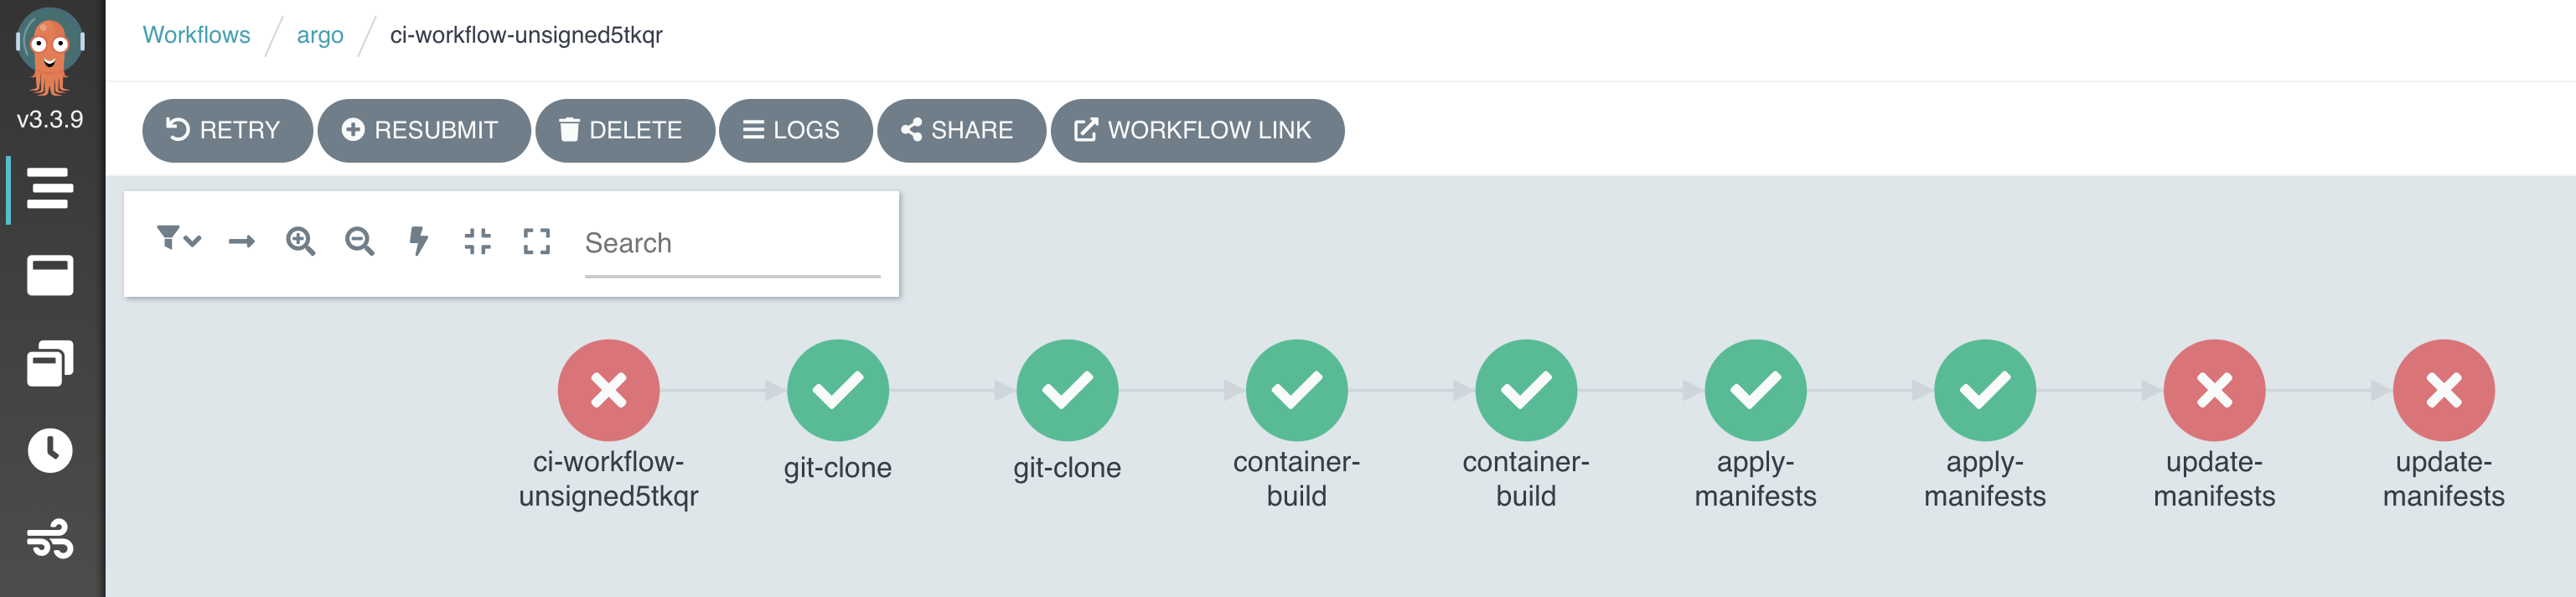 Workflows / argo / ci-workflow-unsigned5tkqr
v3.3.9
RETRY
RESUBMIT
DELETE
LOGS
SHARE
WORKFLOW LINK
Search
ci-workflow-
unsigned5tkqr
git-clone
git-clone
container-
build
container-
build
apply-
manifests
apply-
manifests
update-
manifests
update-
manifests